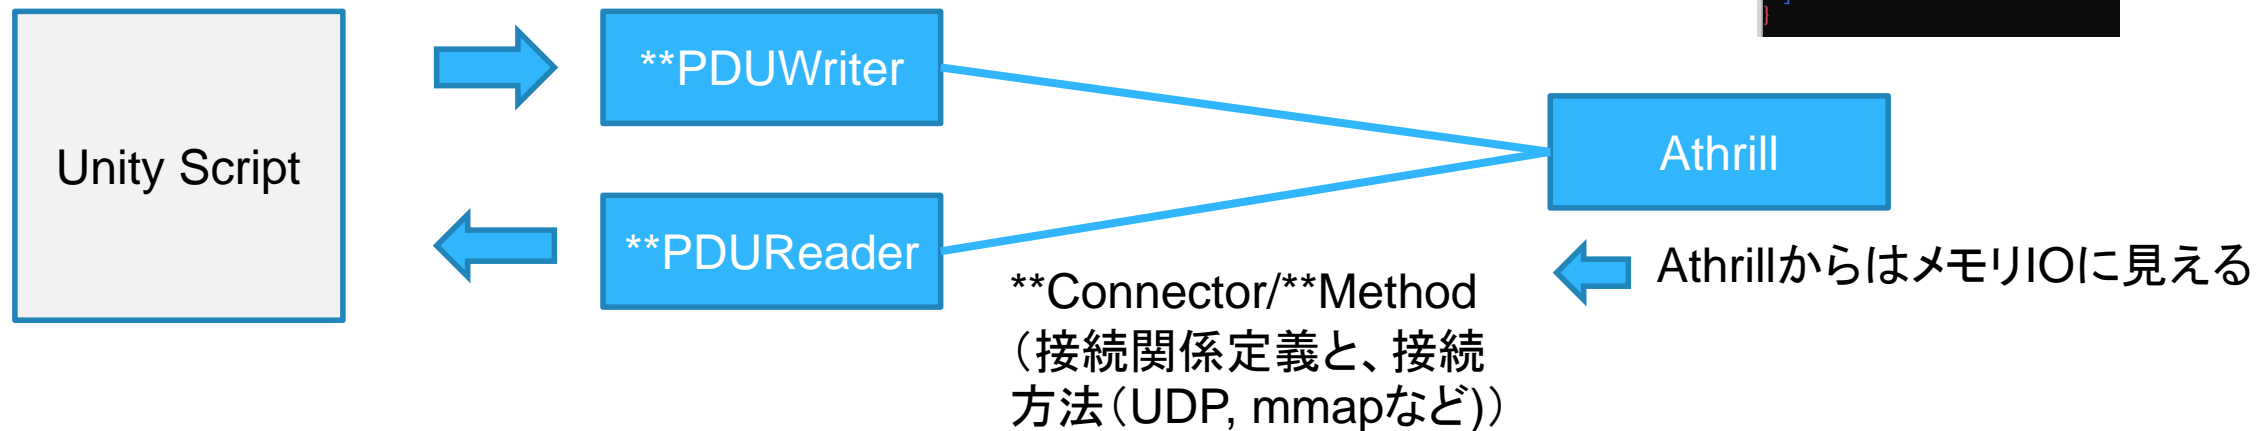 Unity Script
**PDUWriter
**PDUReader
Athrill
AthrillからはメモリIOに見える
**Connector/**Method
（接続関係定義と、接続
方法（UDP, mmapなど)）
}